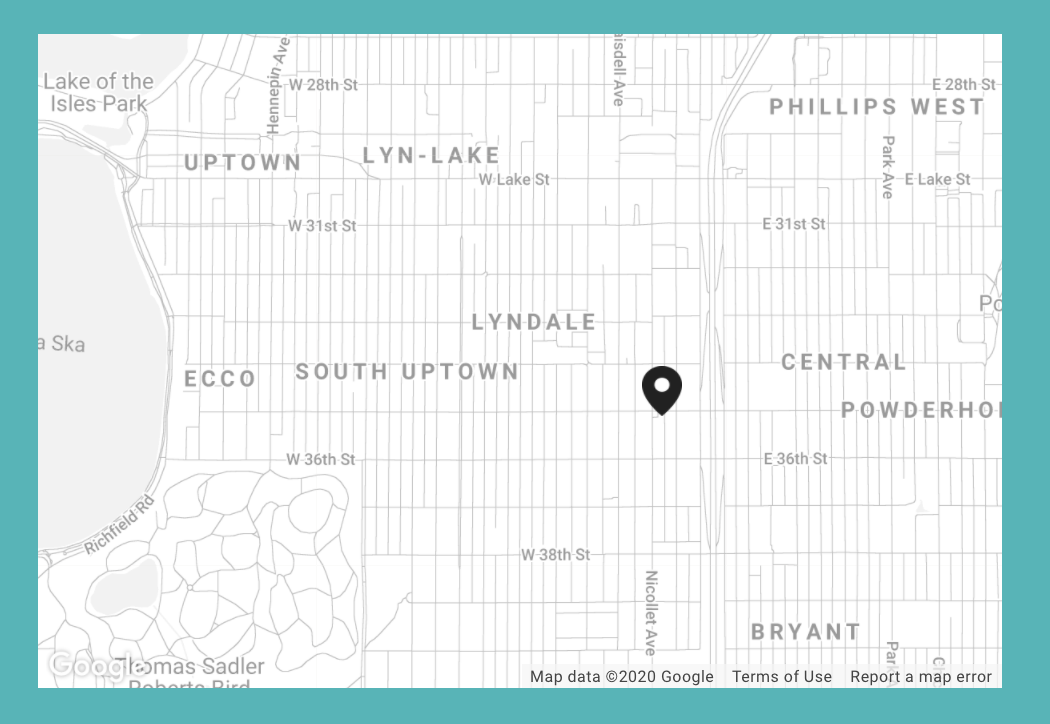 Hennepin Ave
aisdell Ave
Lake of the
Isles Park
W 28th St
E 28th St
PHILLIPS WEST
UPTOWN
LYN-LAKE
Park Ave
W Lake St
E Lake St
W 31st St
E 31st St
Po
LYNDALE
a Ska
ECCO
SOUTH UPTOWN
CENTRAL
POWDERHO
W 36th St
E 36th St
Richfield Rd
W 38th St
Nicollet Ave
BRYANT
Park
Ch
Google
Thomas Sadler
Roberts Bird
Map data ©2020 Google
Terms of Use
Report a map error